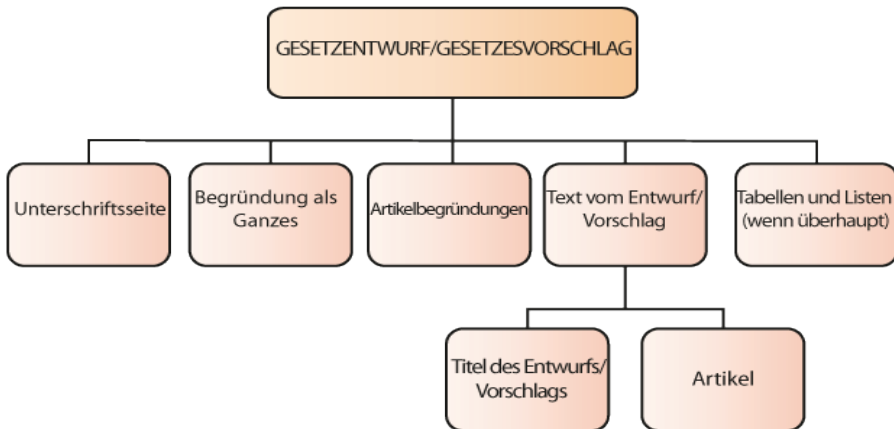 GESETZENTWURF/GESETZESVORSCHLAG
Unterschriftsseite
Begründung als
Ganzes
Artikelbegründungen
Text vom Entwurf/
Vorschlag
Tabellen und Listen
(wenn überhaupt)
Titel des Entwurfs/
Vorschlags
Artikel